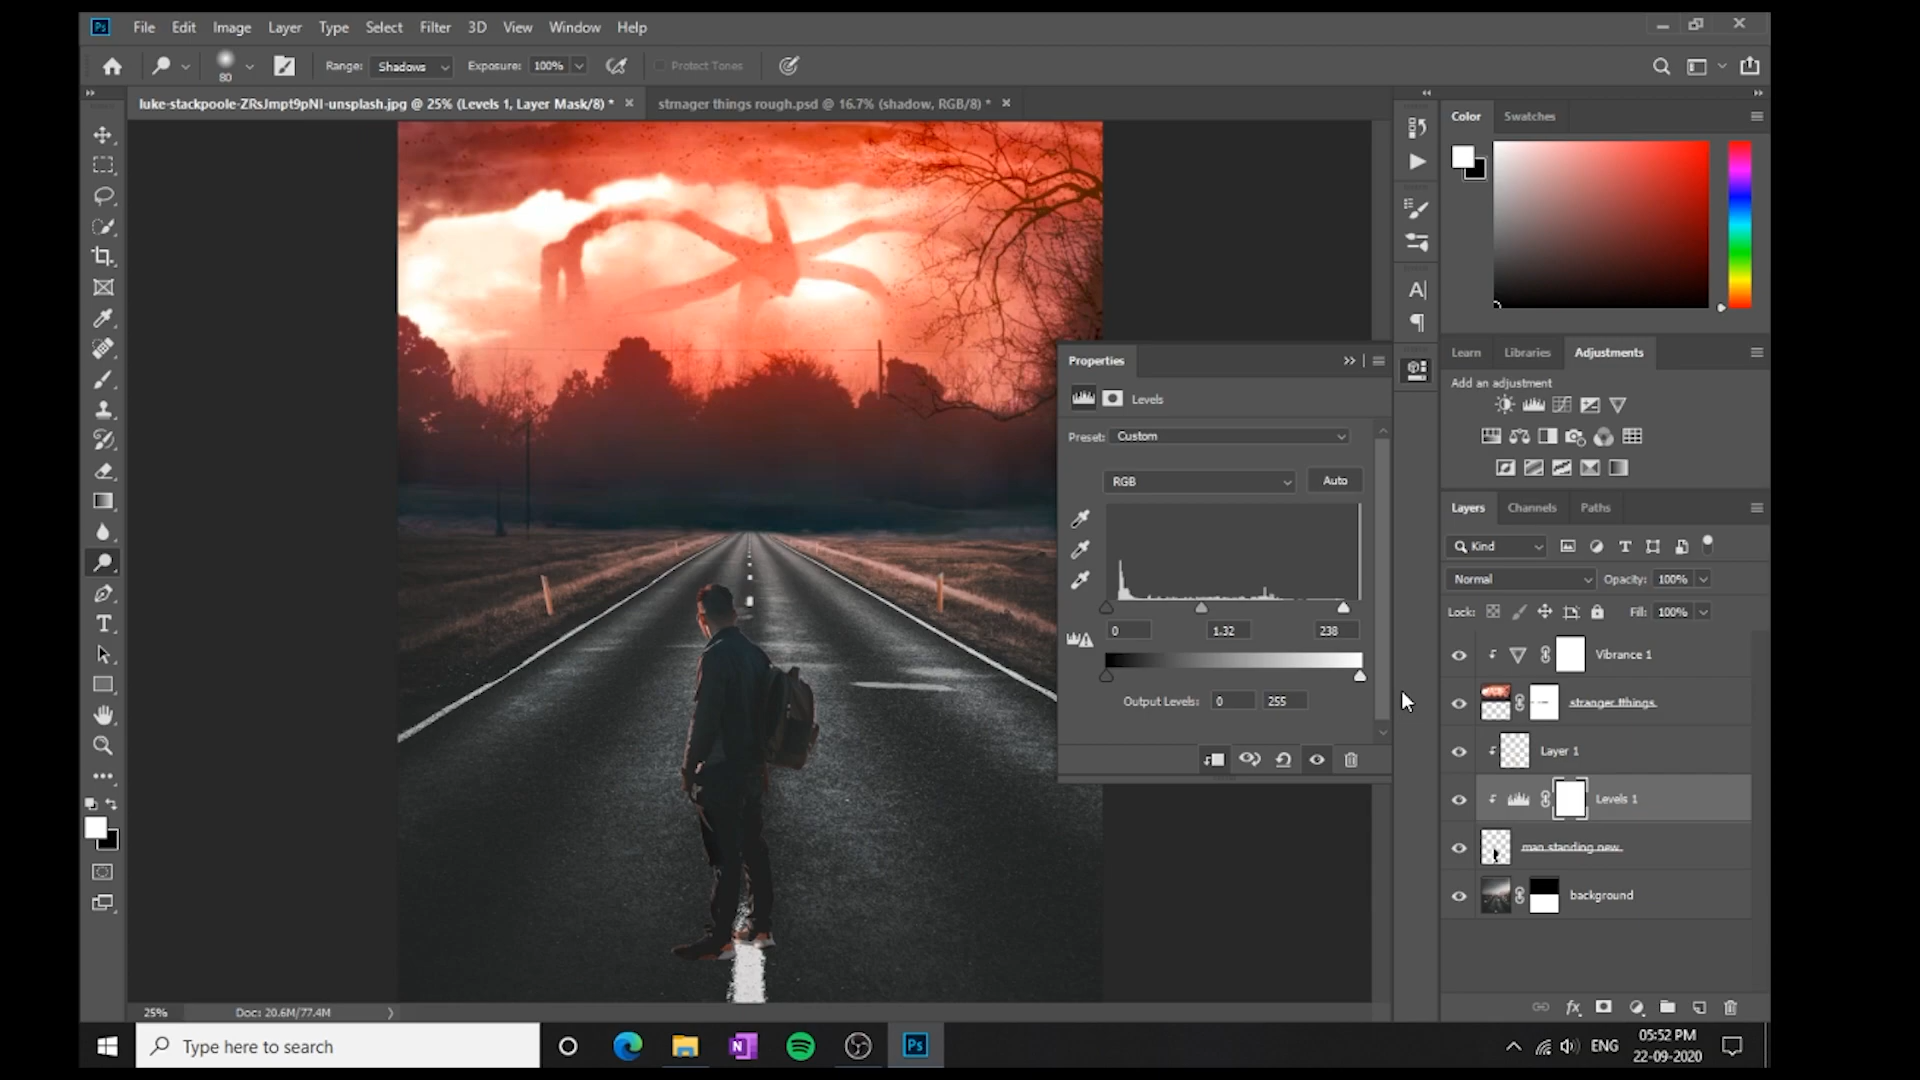 Ps File Edit Image Layer Type Select Filter 3D View Window Help
80 Range: Shadows Exposure: 100% Protect Tones
luke-stackpoole-ZRsJmpt9pNI-unsplash.jpg @ 25% (Levels 1, Layer Mask/8) *
strnager things rough.psd @ 16.7% (shadow, RGB/8) *
Color Swatches
Properties
Levels
Preset: Custom
RGB Auto
0 1.32 238
Output Levels: 0 255
Learn Libraries Adjustments
Add an adjustment
Layers Channels Paths
Kind
Normal Opacity: 100%
Lock: Fill: 100%
Vibrance 1
stranger tthings
Layer 1
Levels 1
man standing new
background
25% Doc: 20.6M/77.4M
Type here to search
N
Ps
ENG
05:52 PM
22-09-2020